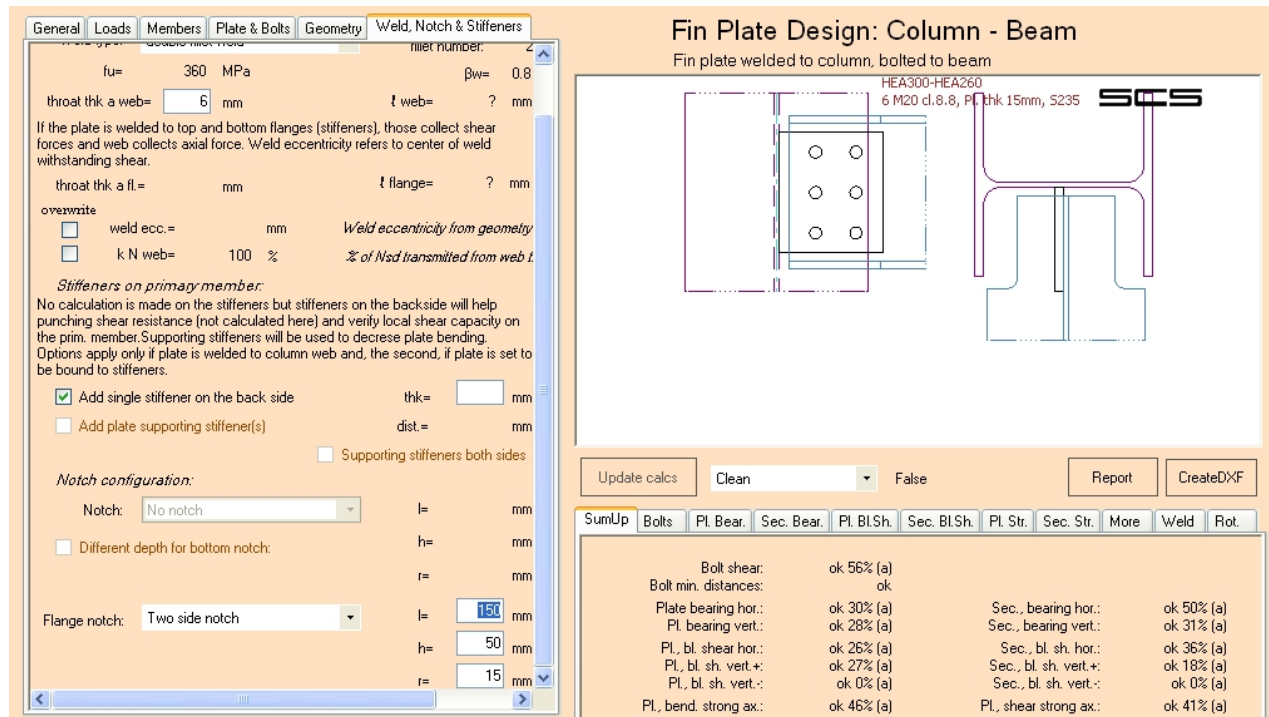 General Loads Members Plate & Bolts Geometry Weld, Notch & Stiffeners
fillet number: 2
fu= 360 MPa βw= 0.8
throat thk a web= 6 mm ℓ web= ? mm
If the plate is welded to top and bottom flanges (stiffeners), those collect shear
forces and web collects axial force. Weld eccentricity refers to center of weld
withstanding shear.
throat thk a fl.= mm ℓ flange= ? mm
overwrite
weld ecc.= mm Weld eccentricity from geometry
k N web= 100 % % of Nsd transmitted from web
Stiffeners on primary member:
No calculation is made on the stiffeners but stiffeners on the backside will help
punching shear resistance (not calculated here) and verify local shear capacity on
the prim. member.Supporting stiffeners will be used to decrese plate bending.
Options apply only if plate is welded to column web and, the second, if plate is set to
be bound to stiffeners.
Add single stiffener on the back side thk= mm
Add plate supporting stiffener(s) dist.= mm
Supporting stiffeners both sides
Notch configuration:
Notch: No notch l= mm
Different depth for bottom notch: h= mm
r= mm
Flange notch: Two side notch l= 150 mm
h= 50 mm
r= 15 mm
Fin Plate Design: Column - Beam
Fin plate welded to column, bolted to beam
HEA300-HEA260
6 M20 cl.8.8, Pl. thk 15mm, S235
SCS
Update calcs Clean False Report CreateDXF
SumUp Bolts Pl. Bear. Sec. Bear. Pl. Bl.Sh. Sec. Bl.Sh. Pl. Str. Sec. Str. More Weld Rot.
Bolt shear: ok 56% (a)
Bolt min. distances: ok
Plate bearing hor.: ok 30% (a) Sec., bearing hor.: ok 50% (a)
Pl. bearing vert.: ok 28% (a) Sec., bearing vert.: ok 31% (a)
Pl., bl. shear hor.: ok 26% (a) Sec., bl. sh. hor.: ok 36% (a)
Pl., bl. sh. vert.+: ok 27% (a) Sec., bl. sh. vert.+: ok 18% (a)
Pl., bl. sh. vert.-: ok 0% (a) Sec., bl. sh. vert.-: ok 0% (a)
Pl., bend. strong ax.: ok 46% (a) Pl., shear strong ax.: ok 41% (a)